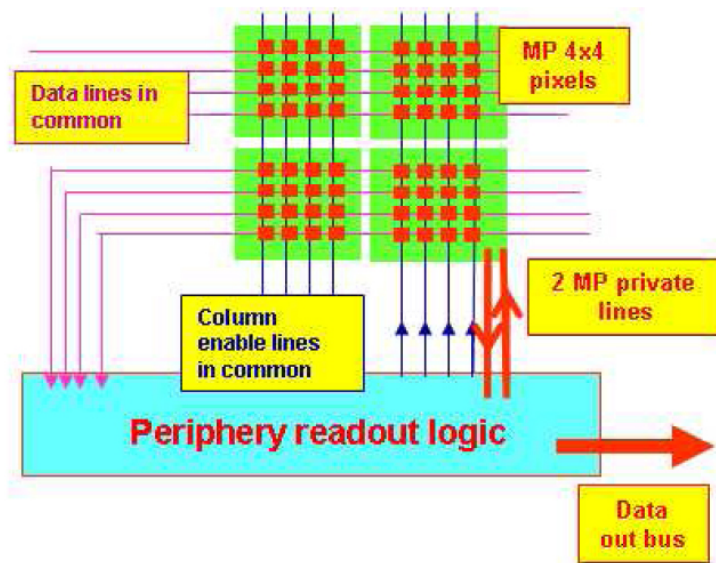 MP 4x4
pixels
Data lines in
common
2 MP private
lines
Column
enable lines
in common
Periphery readout logic
Data
out bus